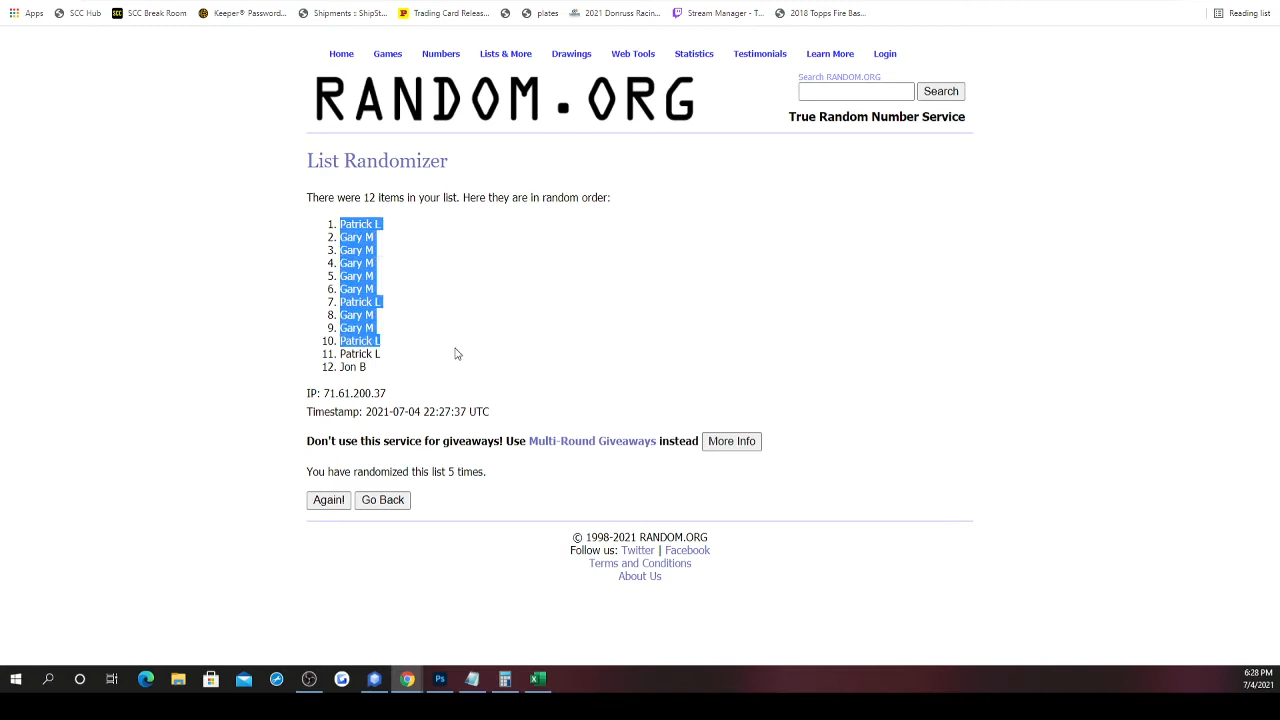 Apps SCC Hub SCC Break Room Keeper® Password... Shipments :: ShipSt... Trading Card Releas... plates 2021 Donruss Racin... Stream Manager - T... 2018 Topps Fire Bas... Reading list
Home Games Numbers Lists & More Drawings Web Tools Statistics Testimonials Learn More Login
RANDOM.ORG
Search RANDOM.ORG
Search
True Random Number Service
List Randomizer
There were 12 items in your list. Here they are in random order:
1. Patrick L
2. Gary M
3. Gary M
4. Gary M
5. Gary M
6. Gary M
7. Patrick L
8. Gary M
9. Gary M
10. Patrick L
11. Patrick L
12. Jon B
IP: 71.61.200.37
Timestamp: 2021-07-04 22:27:37 UTC
Don't use this service for giveaways! Use Multi-Round Giveaways instead More Info
You have randomized this list 5 times.
Again! Go Back
© 1998-2021 RANDOM.ORG
Follow us: Twitter | Facebook
Terms and Conditions
About Us
6:28 PM
7/4/2021